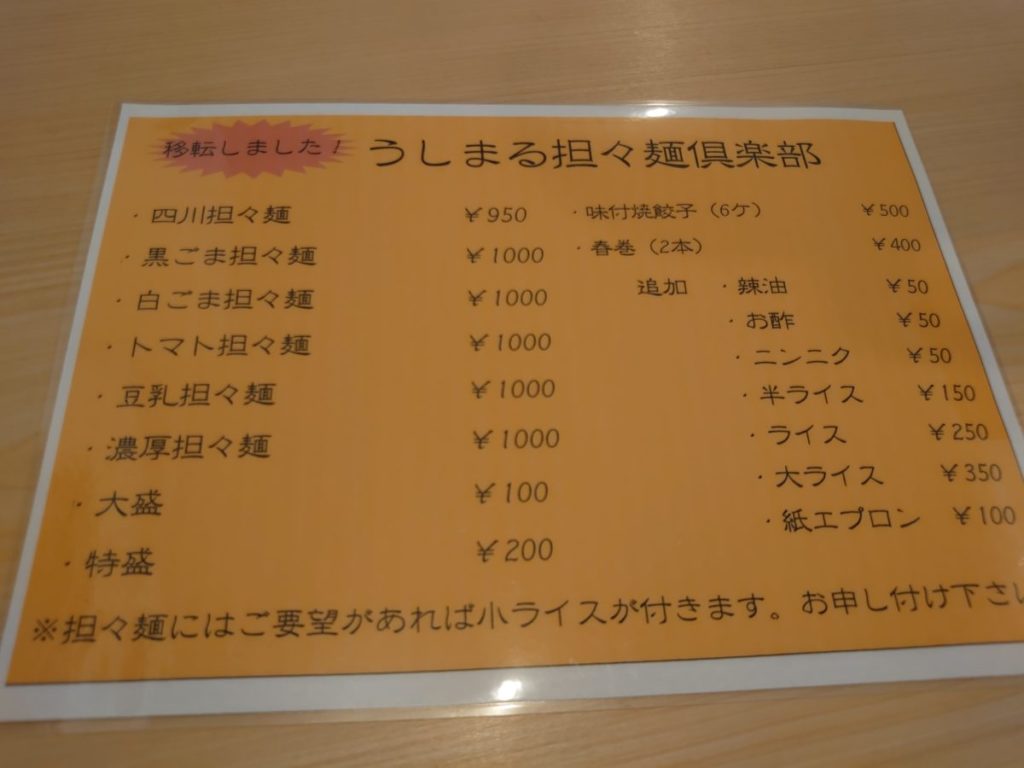 移転しました!
うしまる担々麺倶楽部
・四川担々麺 ￥950
・黒ごま担々麺 ￥1000
・白ごま担々麺 ￥1000
・トマト担々麺 ￥1000
・豆乳担々麺 ￥1000
・濃厚担々麺 ￥1000
・大盛 ￥100
・特盛 ￥200
・味付焼餃子（6ケ） ￥500
・春巻（2本） ￥400
追加 ・辣油 ￥50
・お酢 ￥50
・ニンニク ￥50
・半ライス ￥150
・ライス ￥250
・大ライス ￥350
・紙エプロン ￥100
※担々麺にはご要望があれば小ライスが付きます。お申し付け下さい